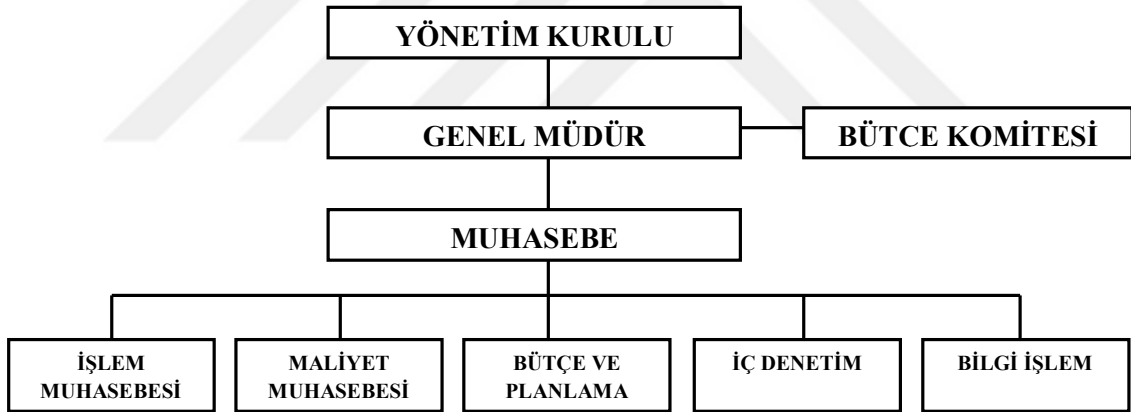 YÖNETİM KURULU
GENEL MÜDÜR
BÜTCE KOMİTESİ
MUHASEBE
İŞLEM
MUHASEBESİ
MALİYET
MUHASEBESİ
BÜTÇE VE
PLANLAMA
İÇ DENETİM
BİLGİ İŞLEM